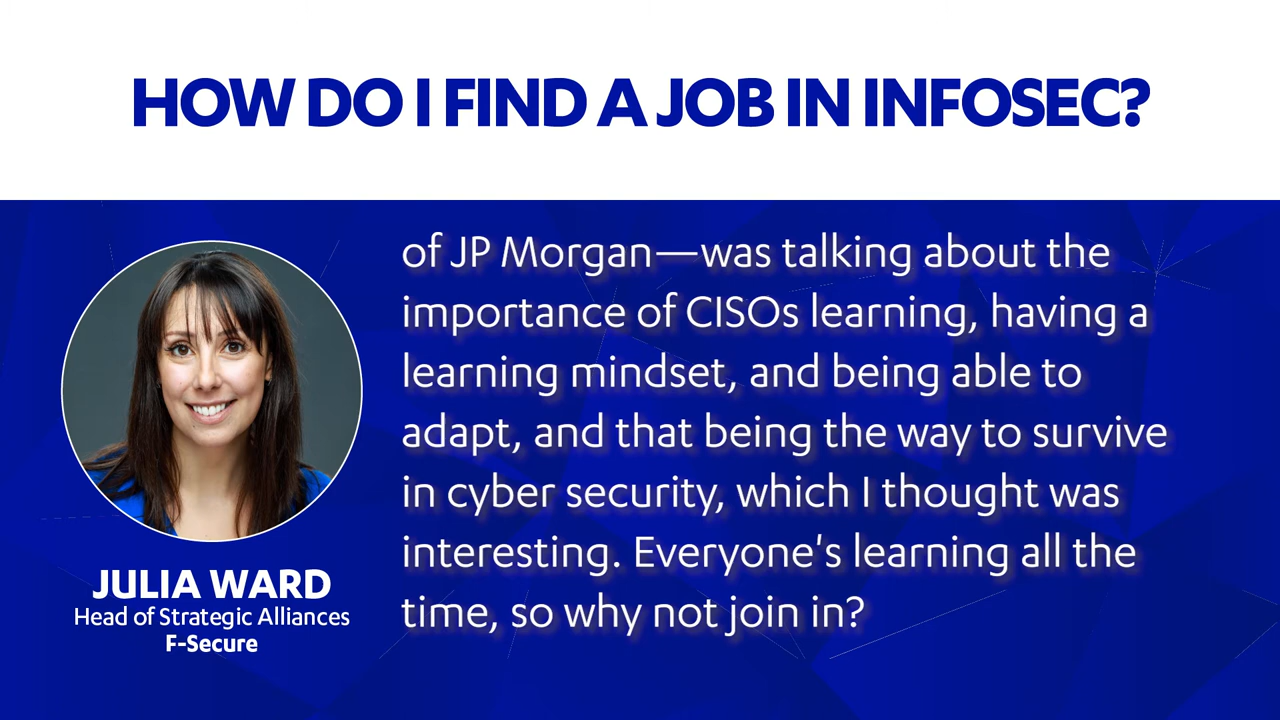 HOW DO I FIND A JOB IN INFOSEC?
of JP Morgan—was talking about the
importance of CISOs learning, having a
learning mindset, and being able to
adapt, and that being the way to survive
in cyber security, which I thought was
interesting. Everyone's learning all the
time, so why not join in?
JULIA WARD
Head of Strategic Alliances
F-Secure